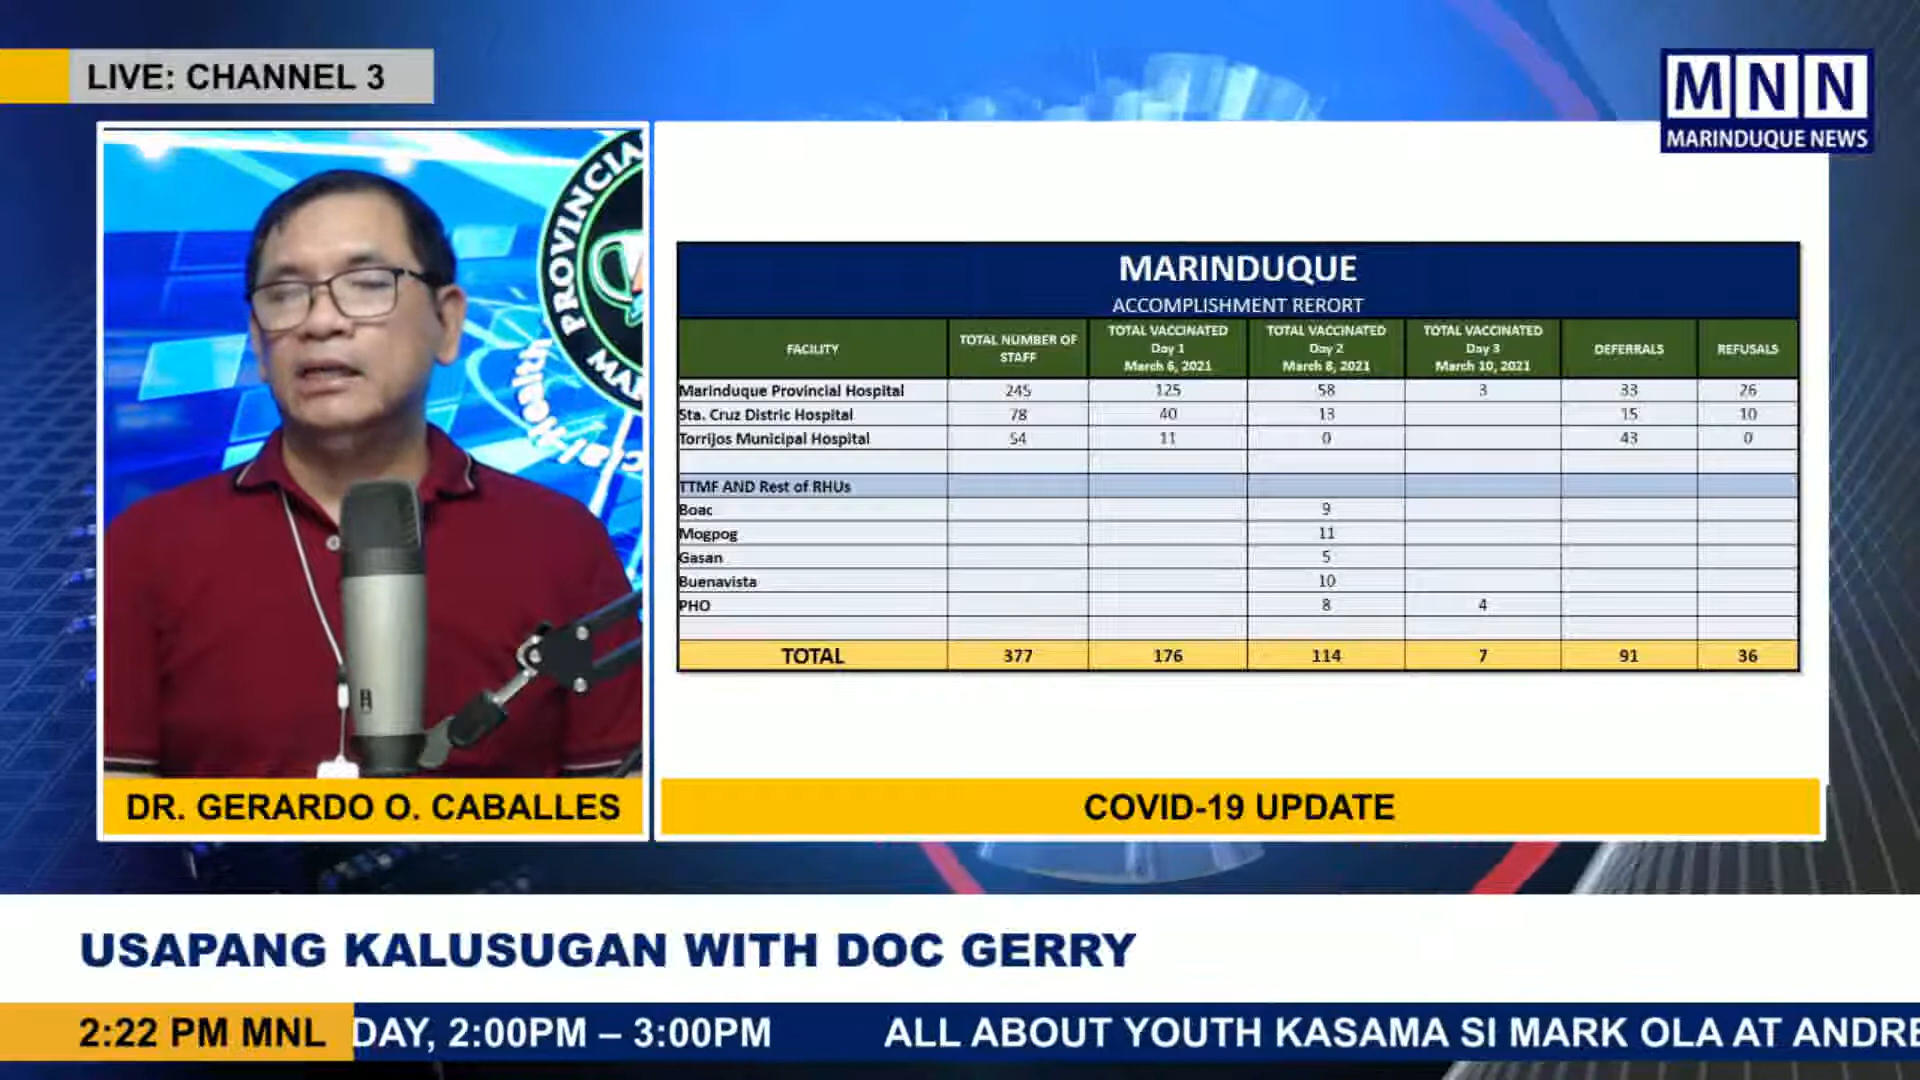 LIVE: CHANNEL 3
MNN
MARINDUQUE NEWS
PROVINCIA
MARINDUQUE
ACCOMPLISHMENT RERORT
FACILITY
TOTAL NUMBER OF STAFF
TOTAL VACCINATED Day 1 March 6, 2021
TOTAL VACCINATED Day 2 March 8, 2021
TOTAL VACCINATED Day 3 March 10, 2021
DEFERRALS
REFUSALS
Marinduque Provincial Hospital 245 125 58 3 33 26
Sta. Cruz Distric Hospital 78 40 13 15 10
Torrijos Municipal Hospital 54 11 0 43 0
TTMF AND Rest of RHUs
Boac 9
Mogpog 11
Gasan 5
Buenavista 10
PHO 8 4
TOTAL 377 176 114 7 91 36
DR. GERARDO O. CABALLES
COVID-19 UPDATE
USAPANG KALUSUGAN WITH DOC GERRY
2:22 PM MNL DAY, 2:00PM – 3:00PM ALL ABOUT YOUTH KASAMA SI MARK OLA AT ANDRE